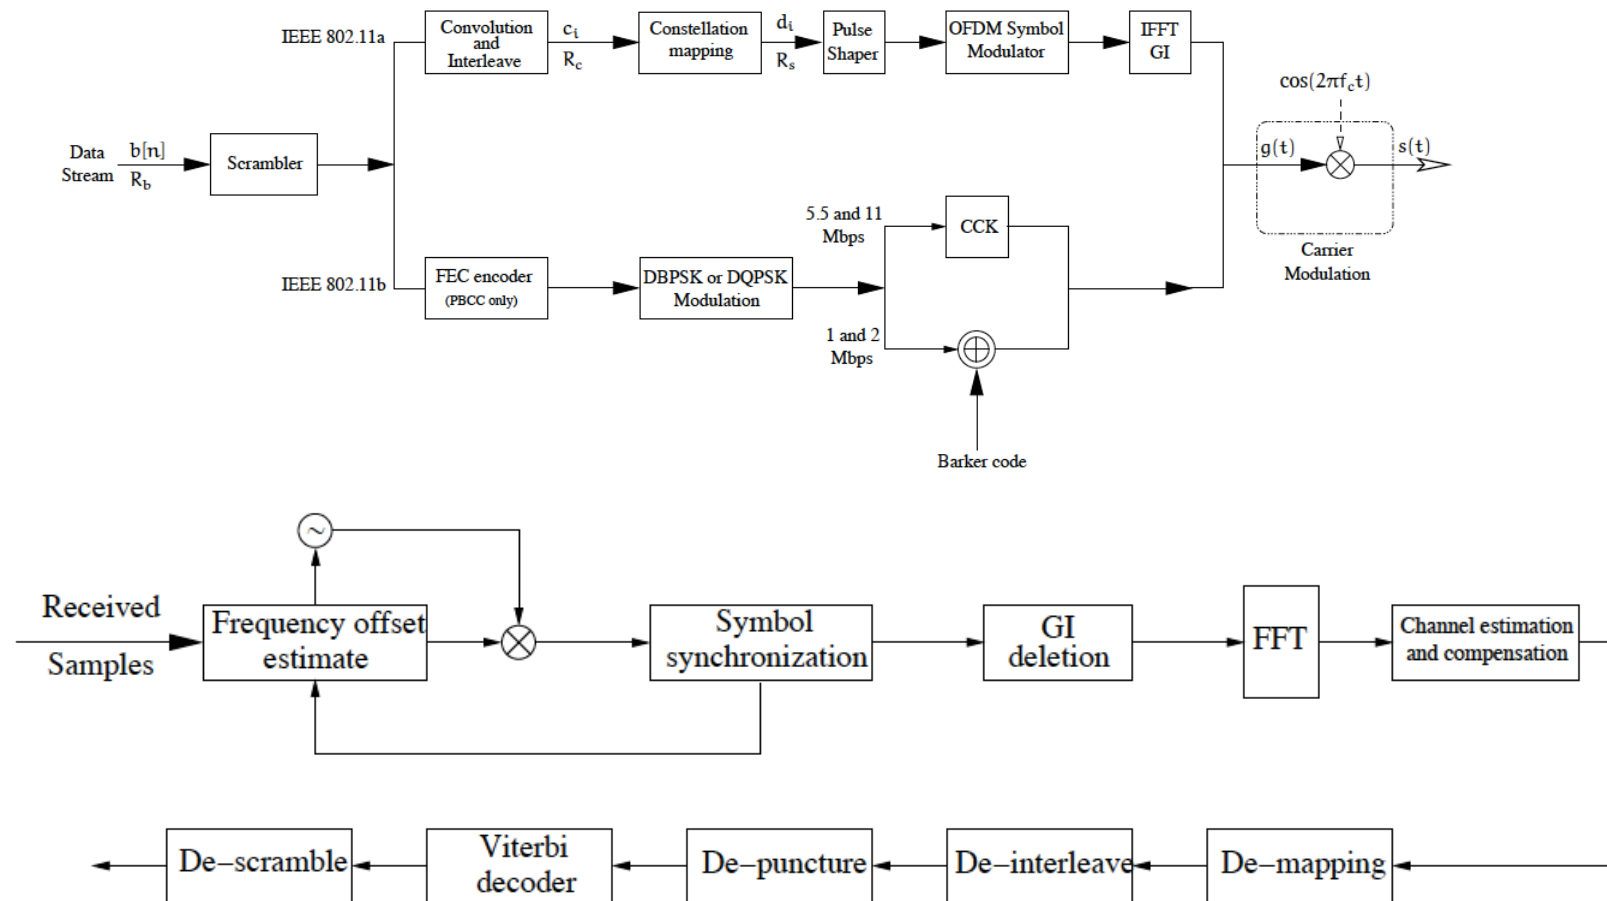 IEEE 802.11a
Convolution
and
Interleave
cᵢ
R_c
Constellation
mapping
dᵢ
R_s
Pulse
Shaper
OFDM Symbol
Modulator
IFFT
GI
cos(2πf_ct)
Data
Stream
b[n]
R_b
Scrambler
g(t)
s(t)
Carrier
Modulation
5.5 and 11
Mbps
CCK
IEEE 802.11b
FEC encoder
(PBCC only)
DBPSK or DQPSK
Modulation
1 and 2
Mbps
Barker code
Received
Samples
~
Frequency offset
estimate
Symbol
synchronization
GI
deletion
FFT
Channel estimation
and compensation
De-scramble
Viterbi
decoder
De-puncture
De-interleave
De-mapping